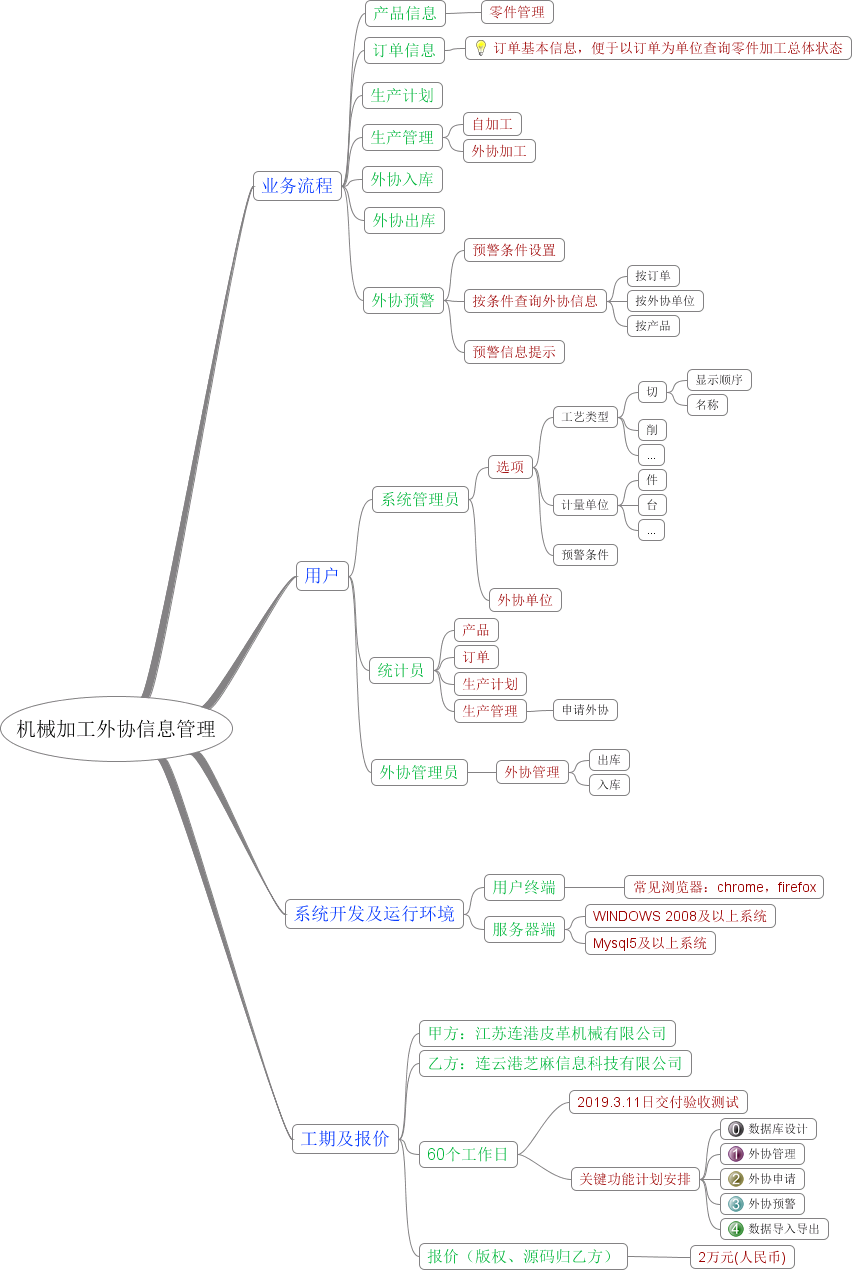 机械加工外协信息管理
业务流程
产品信息
零件管理
订单信息
订单基本信息，便于以订单为单位查询零件加工总体状态
生产计划
生产管理
自加工
外协加工
外协入库
外协出库
外协预警
预警条件设置
按条件查询外协信息
按订单
按外协单位
按产品
预警信息提示
用户
系统管理员
选项
工艺类型
切
显示顺序
名称
削
...
计量单位
件
台
...
预警条件
外协单位
统计员
产品
订单
生产计划
生产管理
申请外协
外协管理员
外协管理
出库
入库
系统开发及运行环境
用户终端
常见浏览器：chrome，firefox
服务器端
WINDOWS 2008及以上系统
Mysql5及以上系统
工期及报价
甲方：江苏连港皮革机械有限公司
乙方：连云港芝麻信息科技有限公司
60个工作日
2019.3.11日交付验收测试
关键功能计划安排
0 数据库设计
1 外协管理
2 外协申请
3 外协预警
4 数据导入导出
报价（版权、源码归乙方）
2万元(人民币)